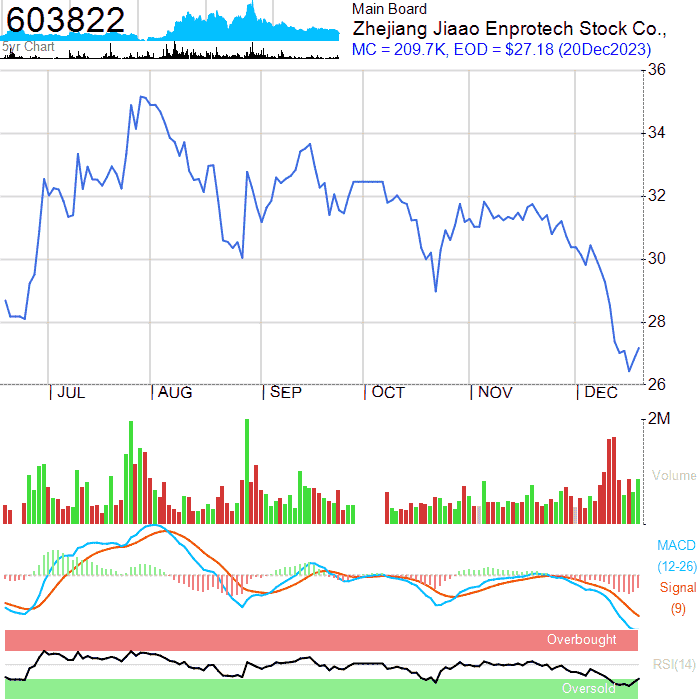 603822
5yr Chart
Main Board
Zhejiang Jiaao Enprotech Stock Co.,
MC = 209.7K, EOD = $27.18 (20Dec2023)
36
34
32
30
28
26
JUL
AUG
SEP
OCT
NOV
DEC
2M
Volume
MACD
(12-26)
Signal
(9)
Overbought
RSI(14)
Oversold